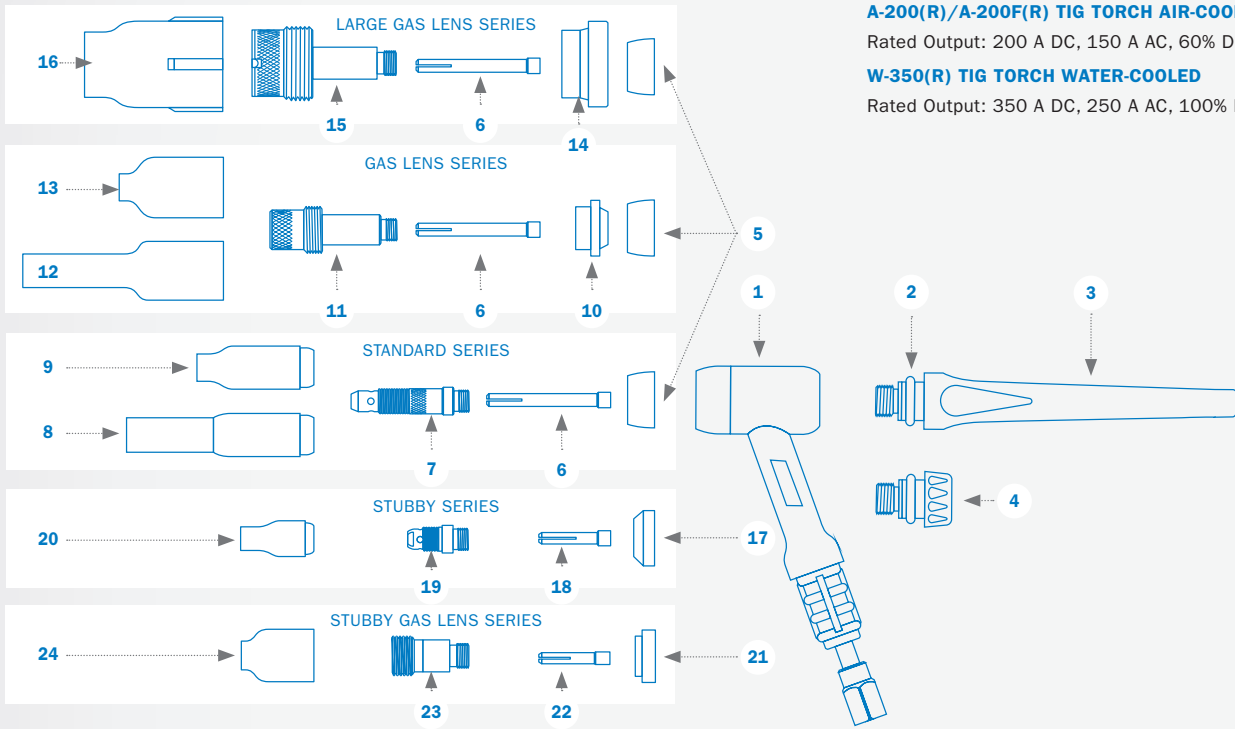 A-200(R)/A-200F(R) TIG TORCH
Rated Output: 200 A DC, 150 A AC, 60%
W-350(R) TIG TORCH WATER-COOLED
Rated Output: 350 A DC, 250 A AC, 100%
LARGE GAS LENS SERIES
16
15
6
14
GAS LENS SERIES
13
12
11
6
10
5
1
2
3
STANDARD SERIES
9
8
7
6
4
STUBBY SERIES
20
19
18
17
STUBBY GAS LENS SERIES
24
23
22
21